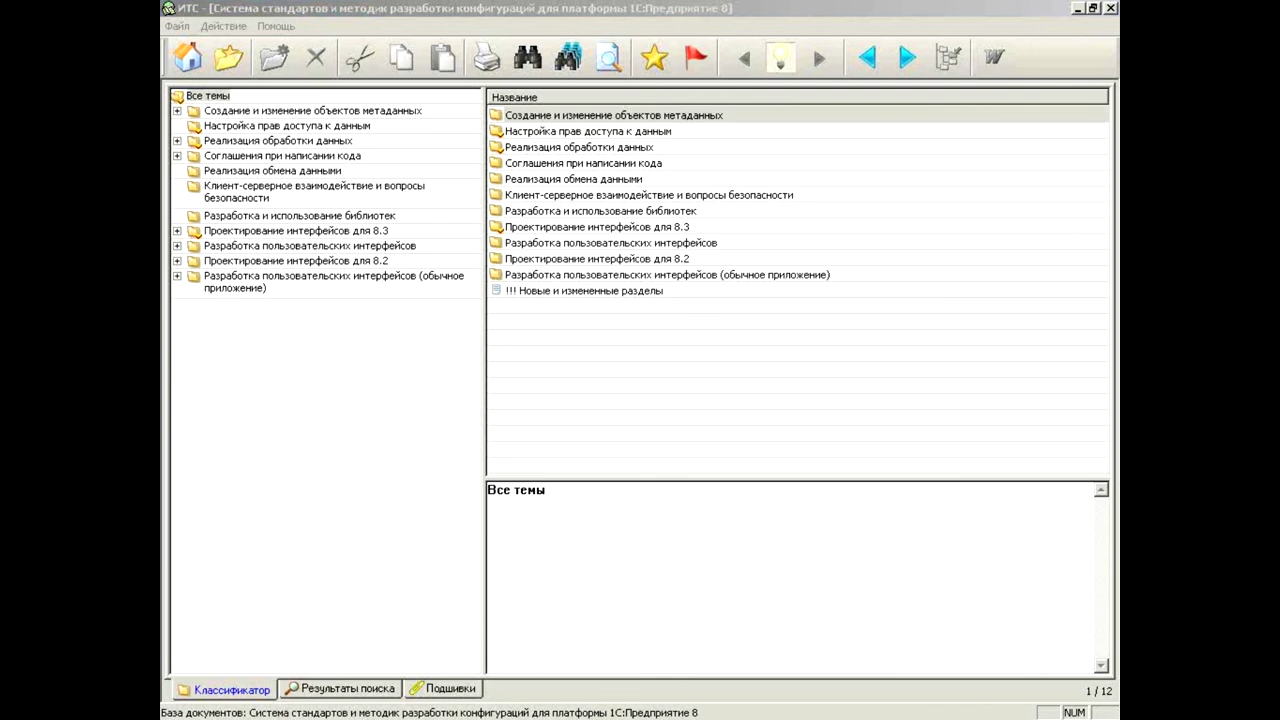 ИТС - [Система стандартов и методик разработки конфигураций для платформы 1С:Предприятие 8]
Файл Действие Помощь
Все темы
Создание и изменение объектов метаданных
Настройка прав доступа к данным
Реализация обработки данных
Соглашения при написании кода
Реализация обмена данными
Клиент-серверное взаимодействие и вопросы
безопасности
Разработка и использование библиотек
Проектирование интерфейсов для 8.3
Разработка пользовательских интерфейсов
Проектирование интерфейсов для 8.2
Разработка пользовательских интерфейсов (обычное
приложение)
Название
Создание и изменение объектов метаданных
Настройка прав доступа к данным
Реализация обработки данных
Соглашения при написании кода
Реализация обмена данными
Клиент-серверное взаимодействие и вопросы безопасности
Разработка и использование библиотек
Проектирование интерфейсов для 8.3
Разработка пользовательских интерфейсов
Проектирование интерфейсов для 8.2
Разработка пользовательских интерфейсов (обычное приложение)
!!! Новые и измененные разделы
Все темы
Классификатор Результаты поиска Подшивки
1 / 12
База документов: Система стандартов и методик разработки конфигураций для платформы 1С:Предприятие 8
NUM